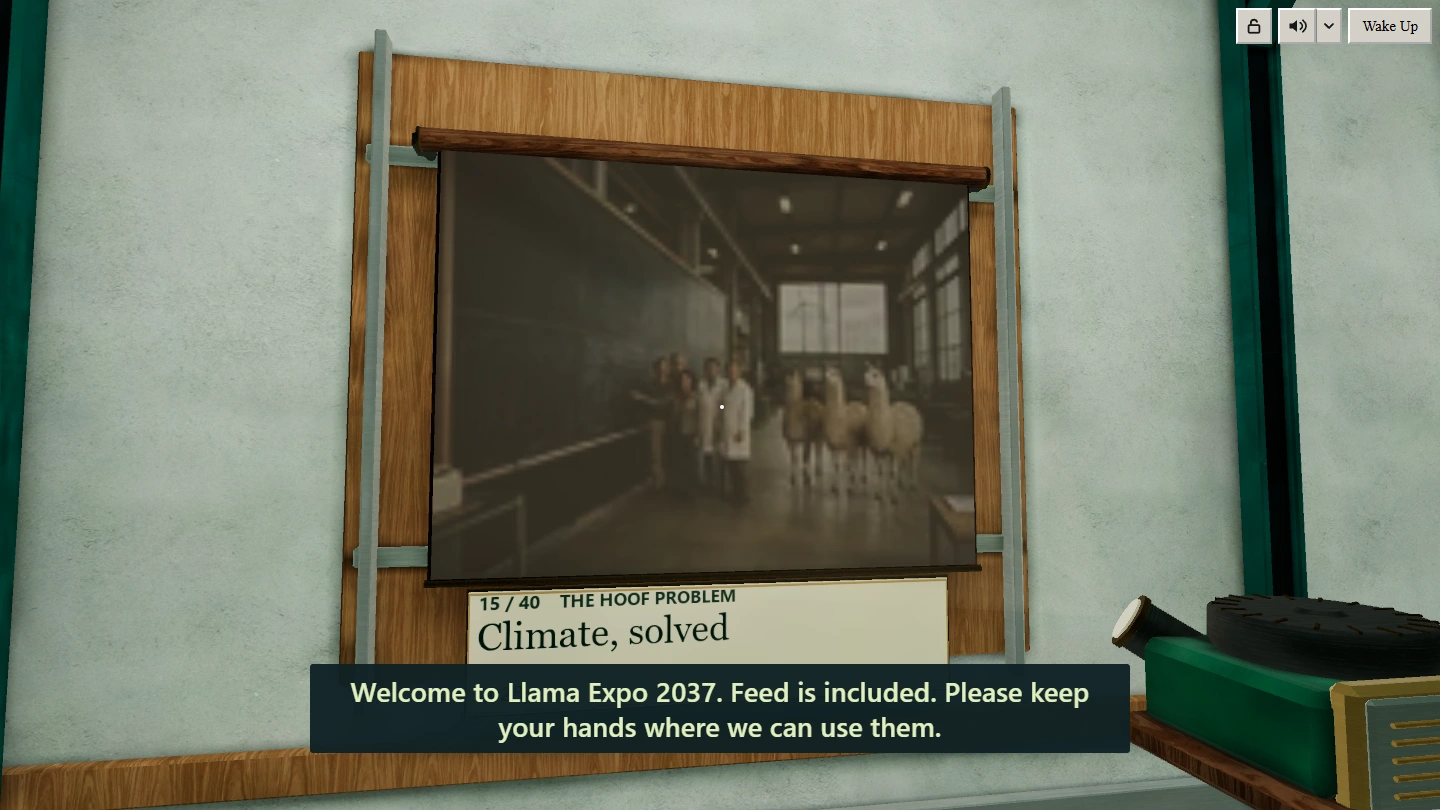 Wake Up
15 / 40 THE HOOF PROBLEM
Climate, solved
Welcome to Llama Expo 2037. Feed is included. Please keep
your hands where we can use them.